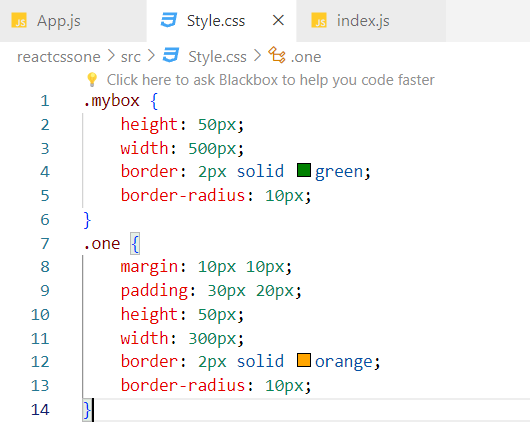 JS App.js Style.css × JS index.js
reactcssone > src > Style.css > .one
Click here to ask Blackbox to help you code faster
1 .mybox {
2 height: 50px;
3 width: 500px;
4 border: 2px solid green;
5 border-radius: 10px;
6 }
7 .one {
8 margin: 10px 10px;
9 padding: 30px 20px;
10 height: 50px;
11 width: 300px;
12 border: 2px solid orange;
13 border-radius: 10px;
14 }